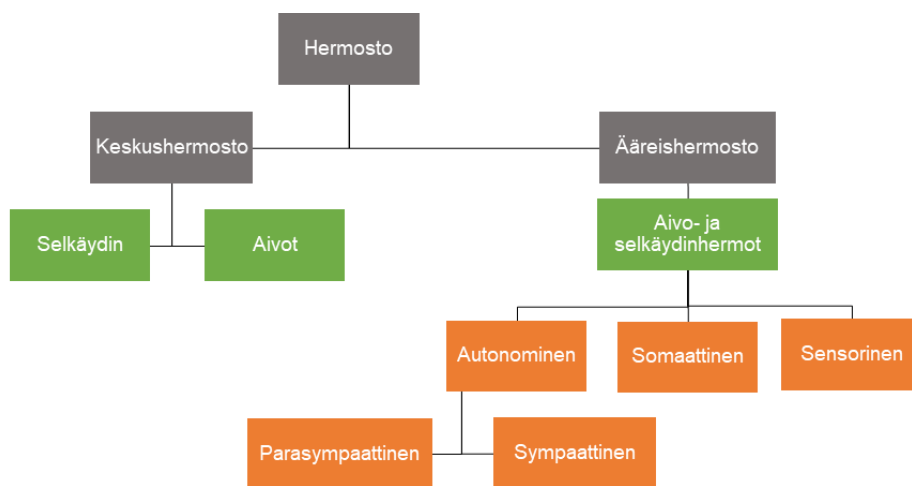 Hermosto
Keskushermosto
Ääreishermosto
Selkäydin
Aivot
Aivo- ja
selkäydinhermot
Autonominen
Somaattinen
Sensorinen
Parasympaattinen
Sympaattinen